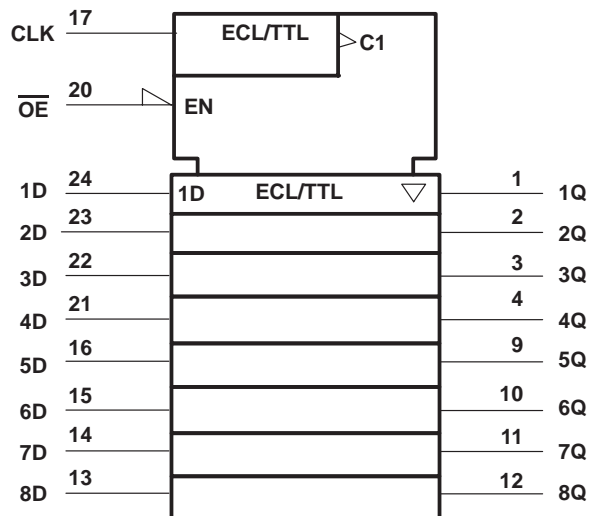 17
CLK
ECL/TTL
C1
20
OE
EN
24
1D
1D
ECL/TTL
1
1Q
23
2D
2
2Q
22
3D
3
3Q
21
4D
4
4Q
16
5D
9
5Q
15
6D
10
6Q
14
7D
11
7Q
13
8D
12
8Q